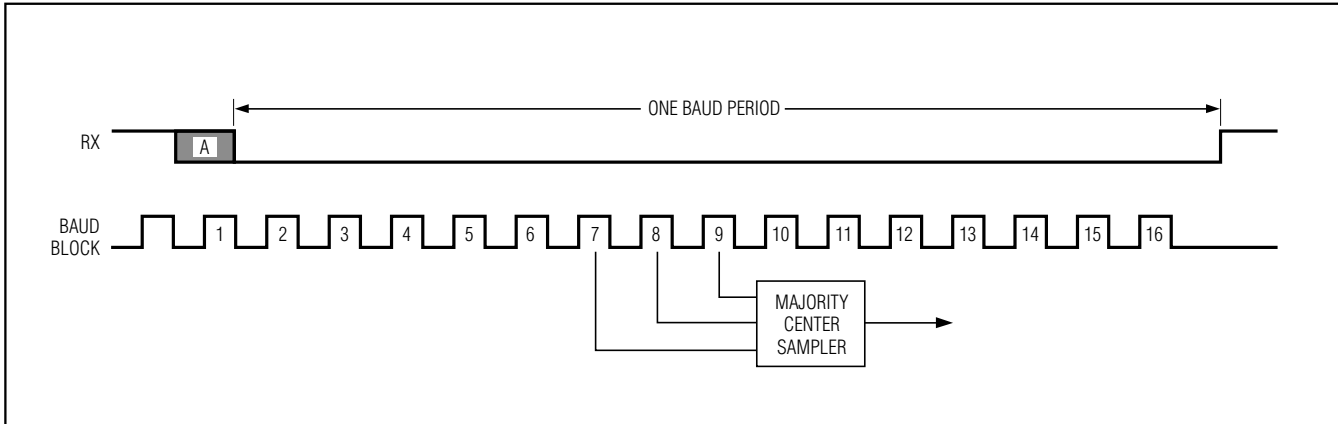 ONE BAUD PERIOD
RX
A
BAUD
BLOCK
1 2 3 4 5 6 7 8 9 10 11 12 13 14 15 16
MAJORITY
CENTER
SAMPLER